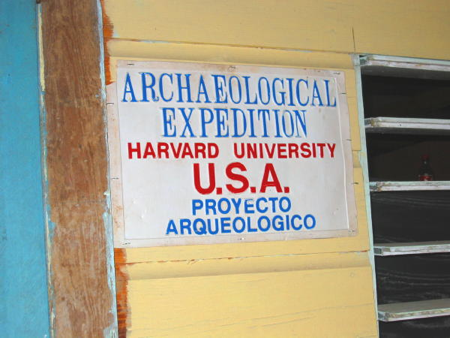 ARCHAEOLOGICAL
EXPEDITION
HARVARD UNIVERSITY
U.S.A.
PROYECTO
ARQUEOLOGICO